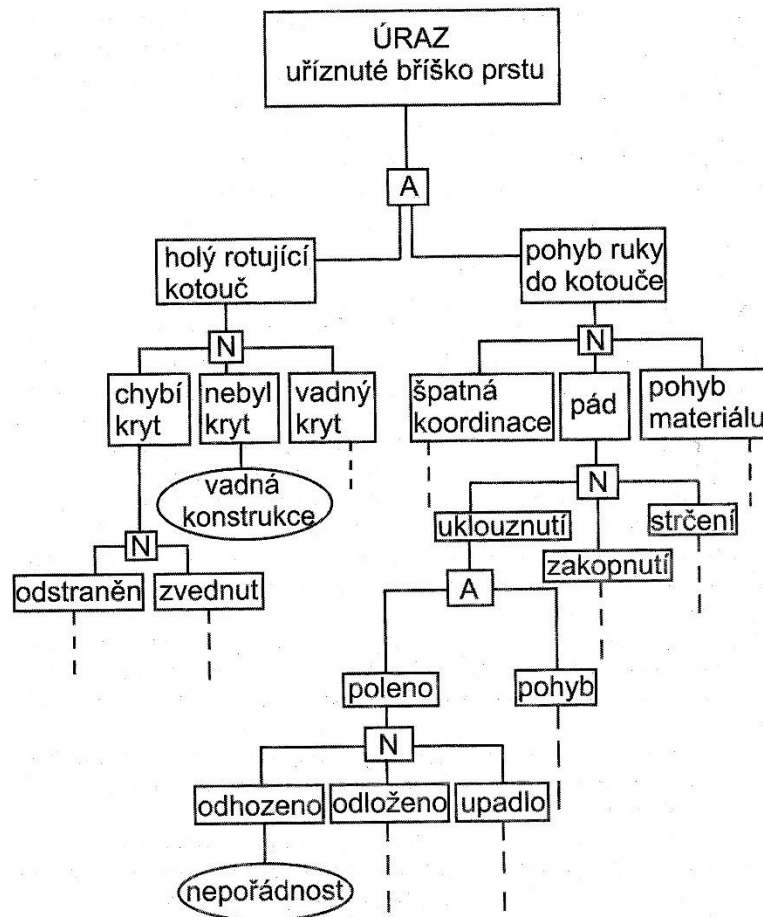 ÚRAZ
uříznuté bříško prstu
A
holý rotující
kotouč
pohyb ruky
do kotouče
N
N
chybí
kryt
nebyl
kryt
vadný
kryt
špatná
koordinace
pád
pohyb
materiálu
vadná
konstrukce
N
uklouznutí
strčení
N
zakopnutí
odstraněn
zvednut
A
poleno
pohyb
N
odhozeno
odloženo
upadlo
nepořádnost